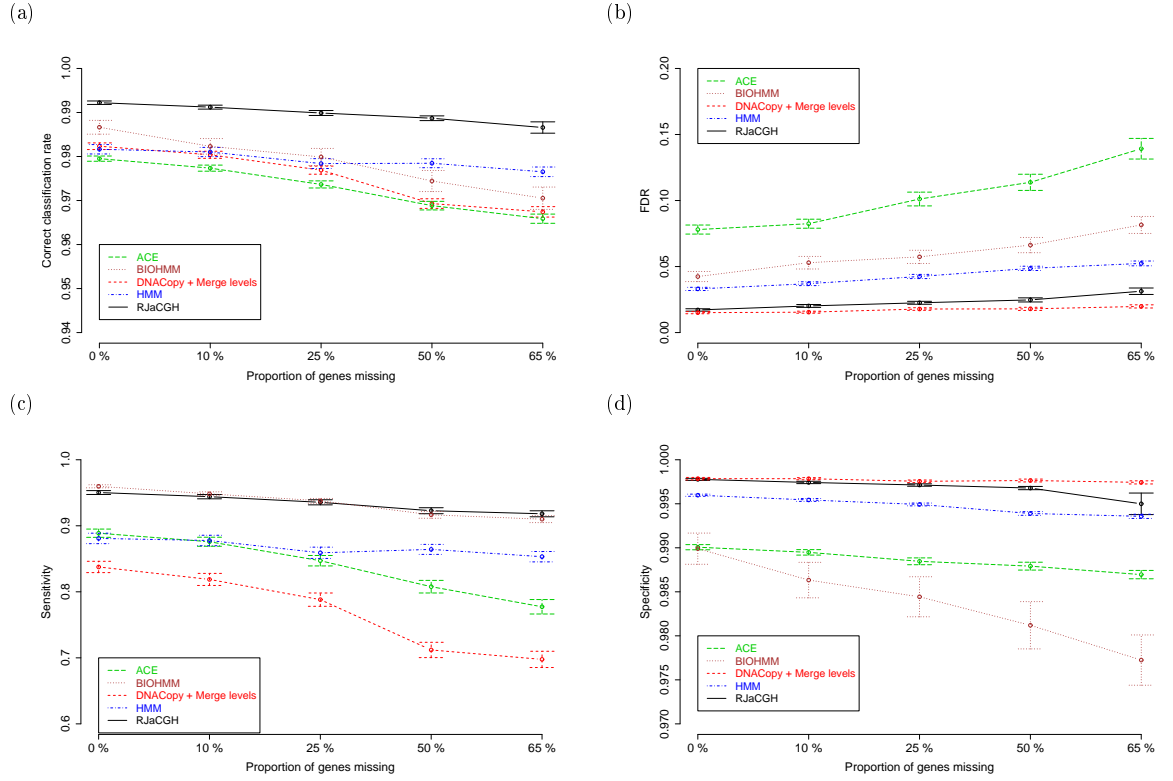 (a)
1.00
0.99
0.98
0.97
0.96
0.95
0.94
Correct classification rate
ACE
BIOHMM
DNACopy + Merge levels
HMM
RJaCGH
0 %
10 %
25 %
50 %
65 %
Proportion of genes missing
(b)
0.20
0.15
0.10
0.05
0.00
FDR
ACE
BIOHMM
DNACopy + Merge levels
HMM
RJaCGH
0 %
10 %
25 %
50 %
65 %
Proportion of genes missing
(c)
1.0
0.9
0.8
0.7
0.6
Sensitivity
ACE
BIOHMM
DNACopy + Merge levels
HMM
RJaCGH
0 %
10 %
25 %
50 %
65 %
Proportion of genes missing
(d)
1.000
0.995
0.990
0.985
0.980
0.975
0.970
Specificity
ACE
BIOHMM
DNACopy + Merge levels
HMM
RJaCGH
0 %
10 %
25 %
50 %
65 %
Proportion of genes missing